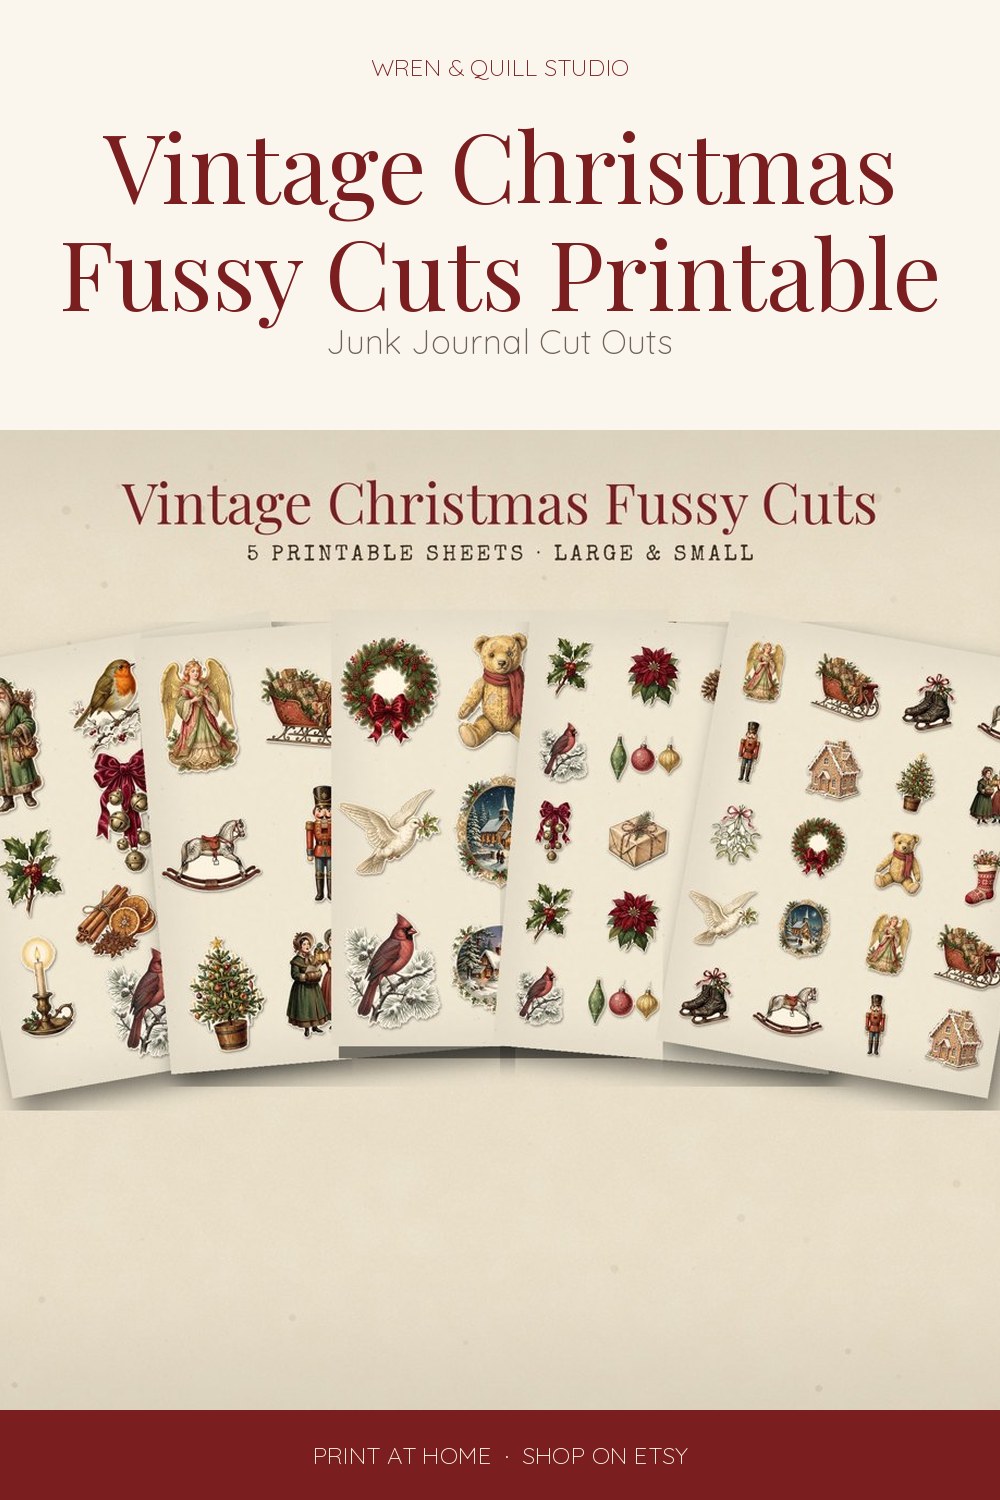 WREN & QUILL STUDIO
Vintage Christmas
Fussy Cuts Printable
Junk Journal Cut Outs
Vintage Christmas Fussy Cuts
5 PRINTABLE SHEETS · LARGE & SMALL
PRINT AT HOME · SHOP ON ETSY